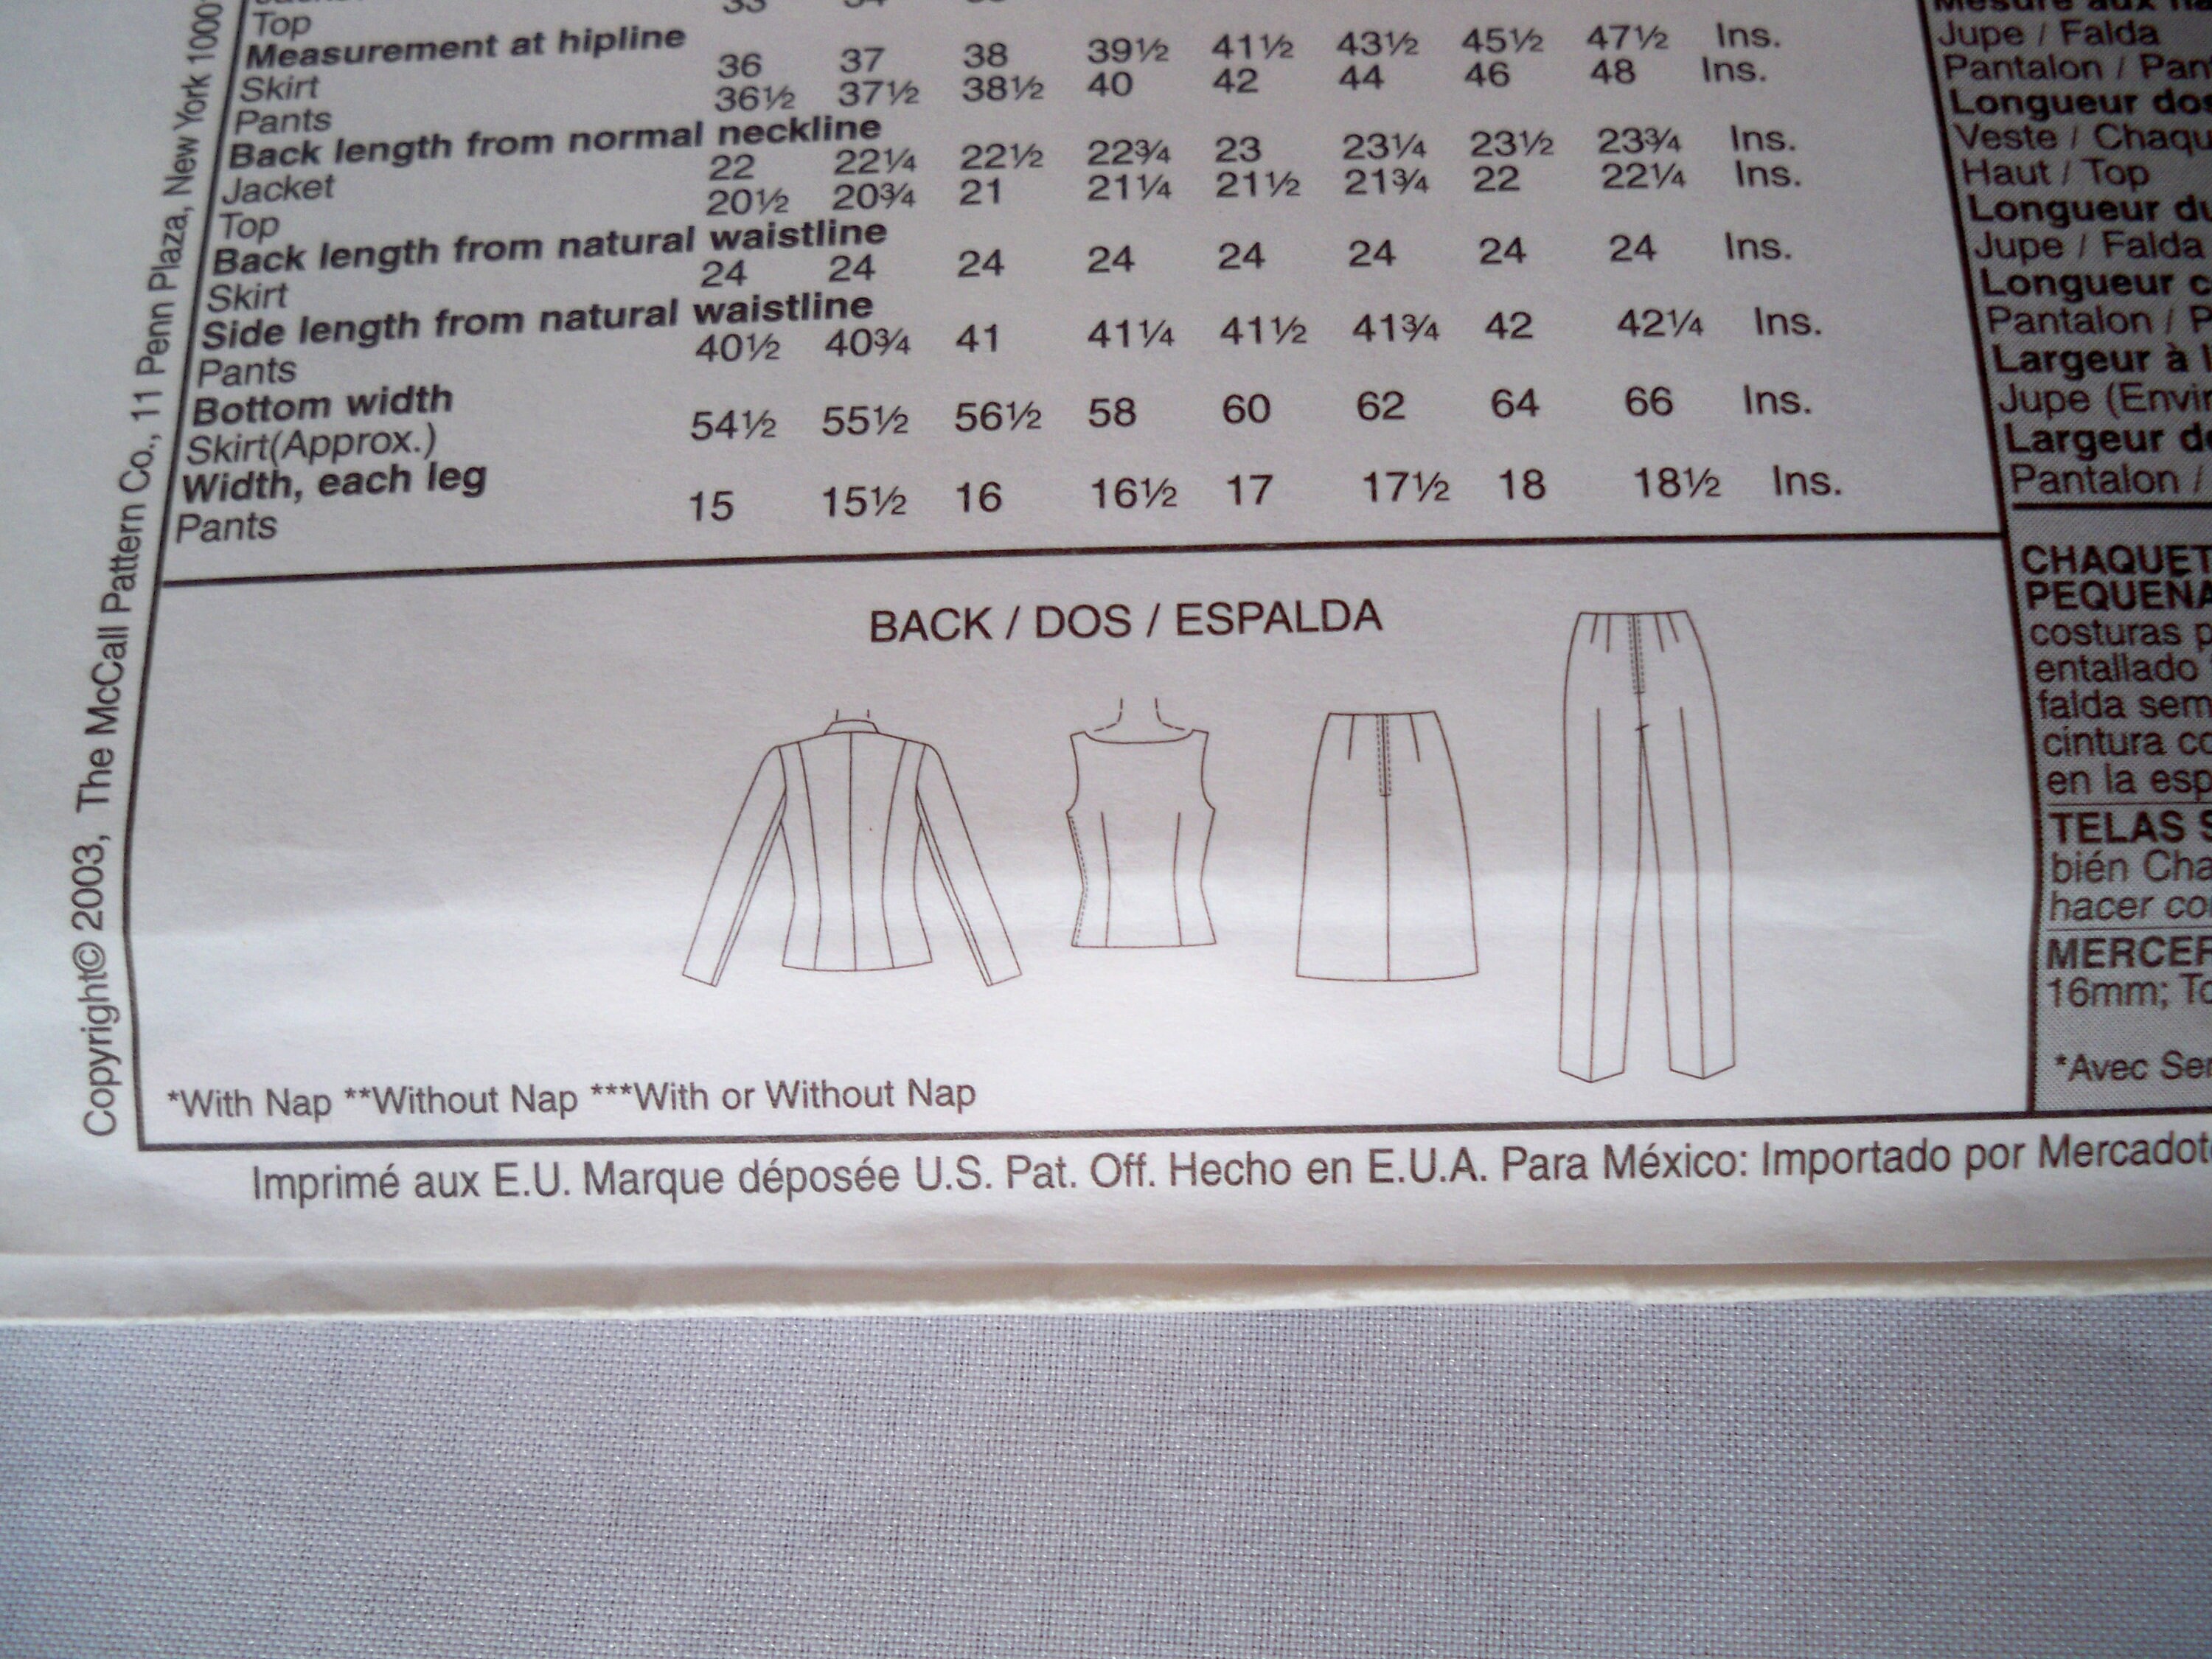 Top
Measurement at hipline
Skirt 36 37 38 39½ 41½ 43½ 45½ 47½ Ins.
Pants 36½ 37½ 38½ 40 42 44 46 48 Ins.
Back length from normal neckline
Jacket 22 22¼ 22½ 22¾ 23 23¼ 23½ 23¾ Ins.
Top 20½ 20¾ 21 21¼ 21½ 21¾ 22 22¼ Ins.
Back length from natural waistline
Skirt 24 24 24 24 24 24 24 24 Ins.
Side length from natural waistline
Pants 40½ 40¾ 41 41¼ 41½ 41¾ 42 42¼ Ins.
Bottom width
Skirt(Approx.) 54½ 55½ 56½ 58 60 62 64 66 Ins.
Width, each leg
Pants 15 15½ 16 16½ 17 17½ 18 18½ Ins.
BACK / DOS / ESPALDA
*With Nap **Without Nap ***With or Without Nap
Imprimé aux E.U. Marque déposée U.S. Pat. Off. Hecho en E.U.A. Para México: Importado por
Copyright© 2003, The McCall Pattern Co., 11 Penn Plaza, New York
Jupe / Falda
Pantalon /
Longueur
Veste /
Haut / Top
Longueur
Jupe / Falda
Longueur
Pantalon /
Largeur à
Jupe
Largeur
Pantalon /
costuras
entallado
falda
cintura
en la
TELAS
bién
hacer
16mm;
*Avec